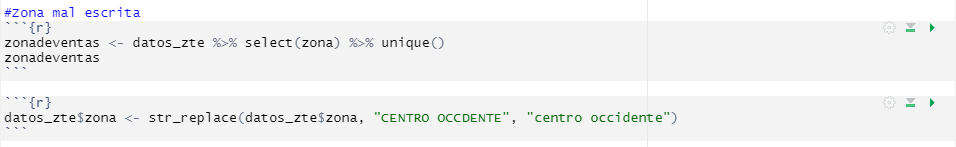 #Zona mal escrita
```{r}
zonadeventas <- datos_zte %>% select(zona) %>% unique()
zonadeventas
```
```{r}
datos_zte$zona <- str_replace(datos_zte$zona, "CENTRO OCCDENTE", "centro occidente")
```